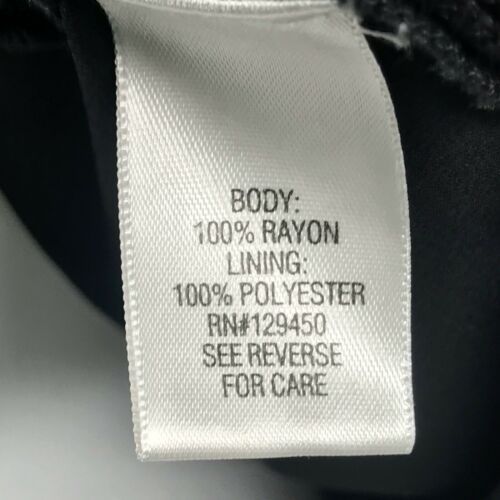 BODY:
100% RAYON
LINING:
100% POLYESTER
RN#129450
SEE REVERSE
FOR CARE